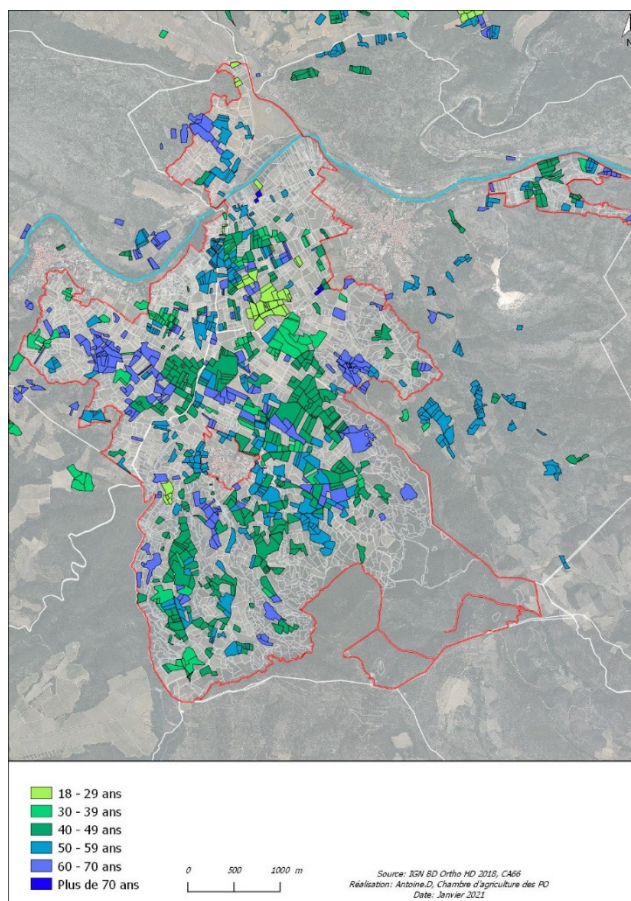 N
18 - 29 ans
30 - 39 ans
40 - 49 ans
50 - 59 ans
60 - 70 ans
Plus de 70 ans
0 500 1000 m
Source: IGN BD Ortho HD 2018, CA66
Réalisation: Antoine.D, Chambre d'agriculture des PO
Date: Janvier 2021